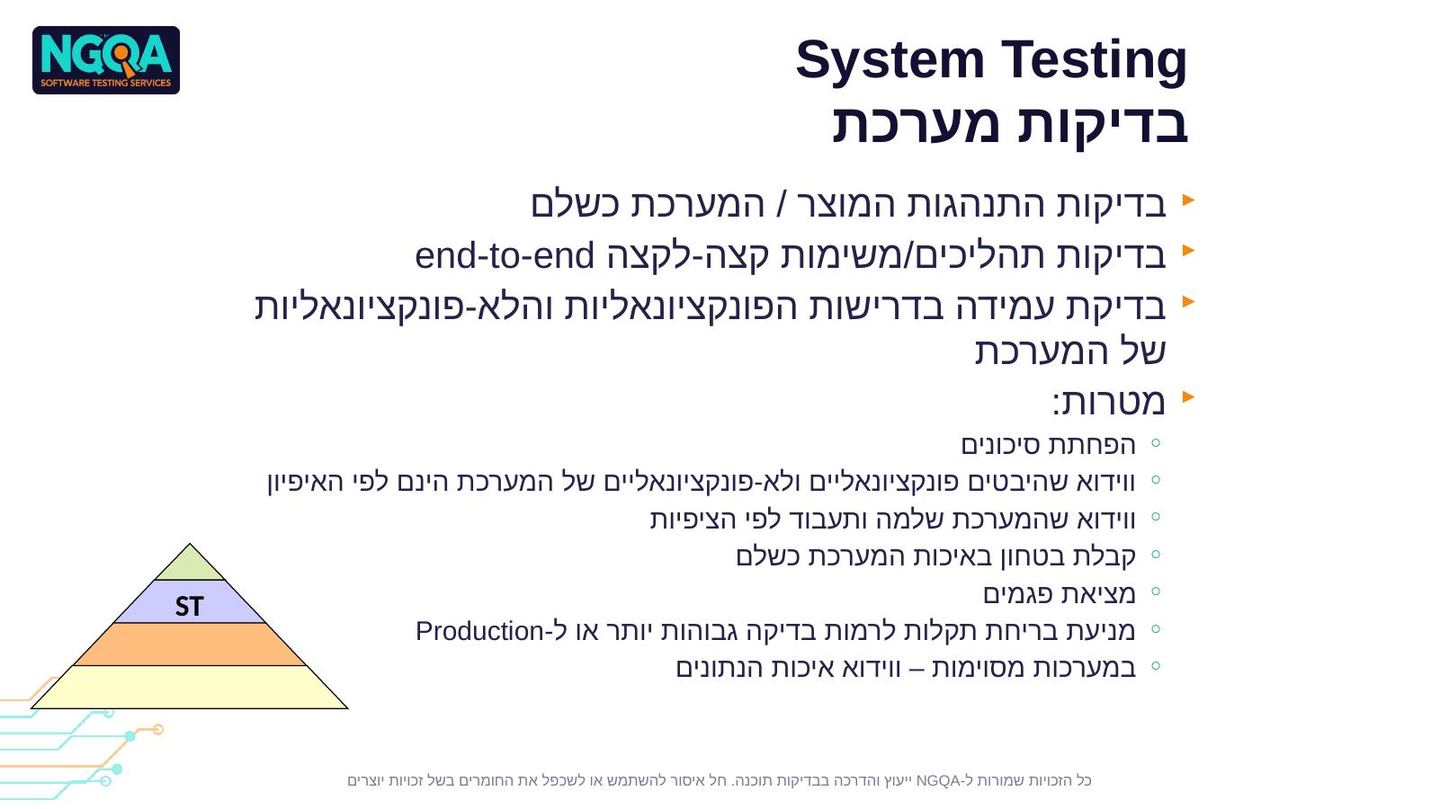 NGQA
SOFTWARE TESTING SERVICES
System Testing
בדיקות מערכת
בדיקות התנהגות המוצר / המערכת כשלם
בדיקות תהליכים/משימות קצה-לקצה end-to-end
בדיקת עמידה בדרישות הפונקציונאליות והלא-פונקציונאליות
של המערכת
מטרות:
הפחתת סיכונים
ווידוא שהיבטים פונקציונאליים ולא-פונקציונאליים של המערכת הינם לפי האיפיון
ווידוא שהמערכת שלמה ותעבוד לפי הציפיות
קבלת בטחון באיכות המערכת כשלם
מציאת פגמים
מניעת בריחת תקלות לרמות בדיקה גבוהות יותר או ל-Production
במערכות מסוימות – ווידוא איכות הנתונים
ST
כל הזכויות שמורות ל-NGQA ייעוץ והדרכה בבדיקות תוכנה. חל איסור להשתמש או לשכפל את החומרים בשל זכויות יוצרים